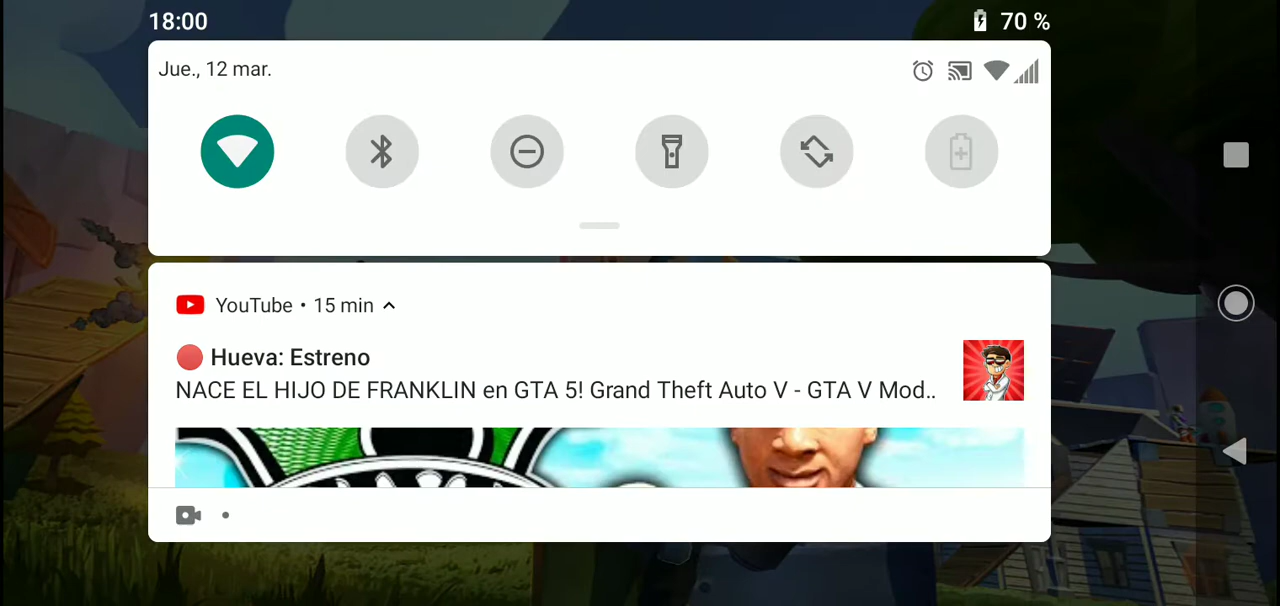 18:00
70 %
Jue., 12 mar.
YouTube • 15 min
Hueva: Estreno
NACE EL HIJO DE FRANKLIN en GTA 5! Grand Theft Auto V - GTA V Mod..